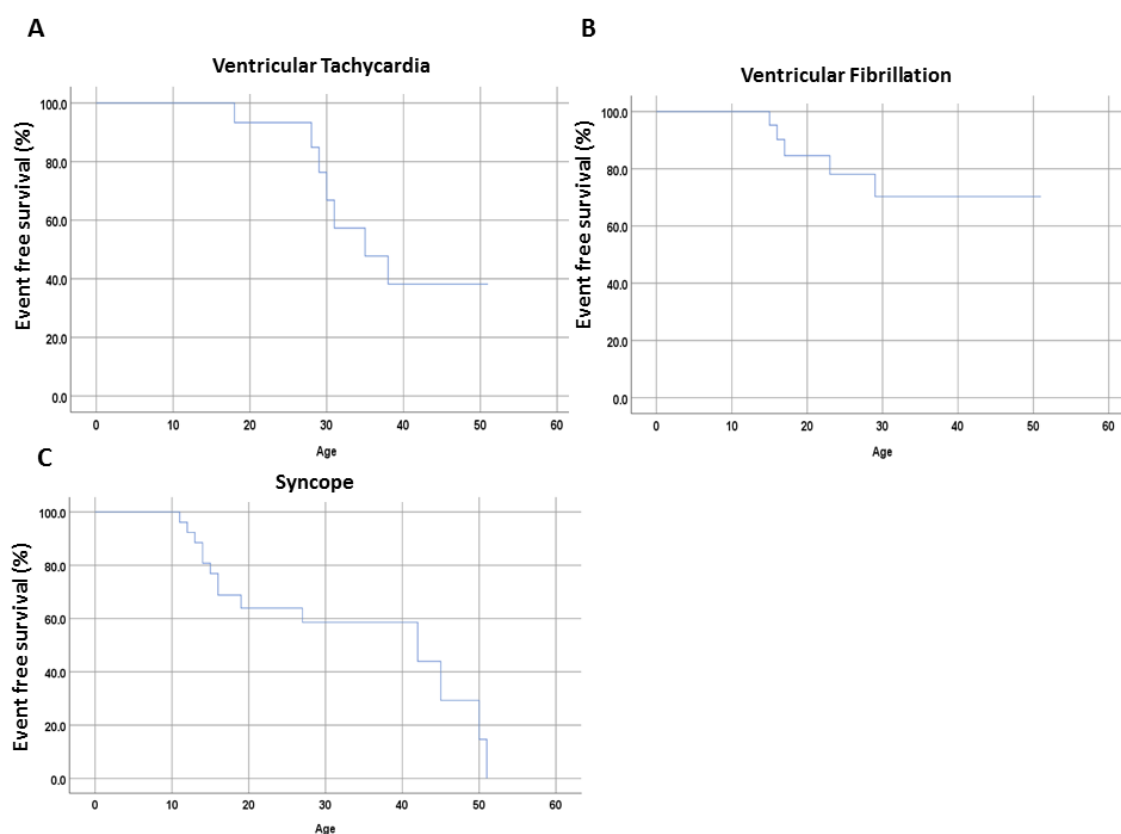 A
Ventricular Tachycardia
Event free survival (%)
100.0
80.0
60.0
40.0
20.0
0.0
0 10 20 30 40 50 60
Age
B
Ventricular Fibrillation
Event free survival (%)
100.0
80.0
60.0
40.0
20.0
0.0
0 10 20 30 40 50 60
Age
C
Syncope
Event free survival (%)
100.0
80.0
60.0
40.0
20.0
0.0
0 10 20 30 40 50 60
Age